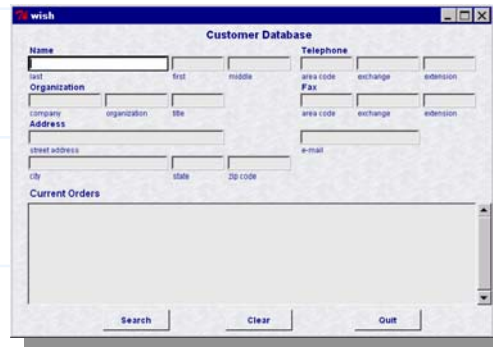 wish
Customer Database
Name Telephone
last first middle area code exchange extension
Organization Fax
company organization title area code exchange extension
Address
street address e-mail
city state zip code
Current Orders
Search Clear Quit